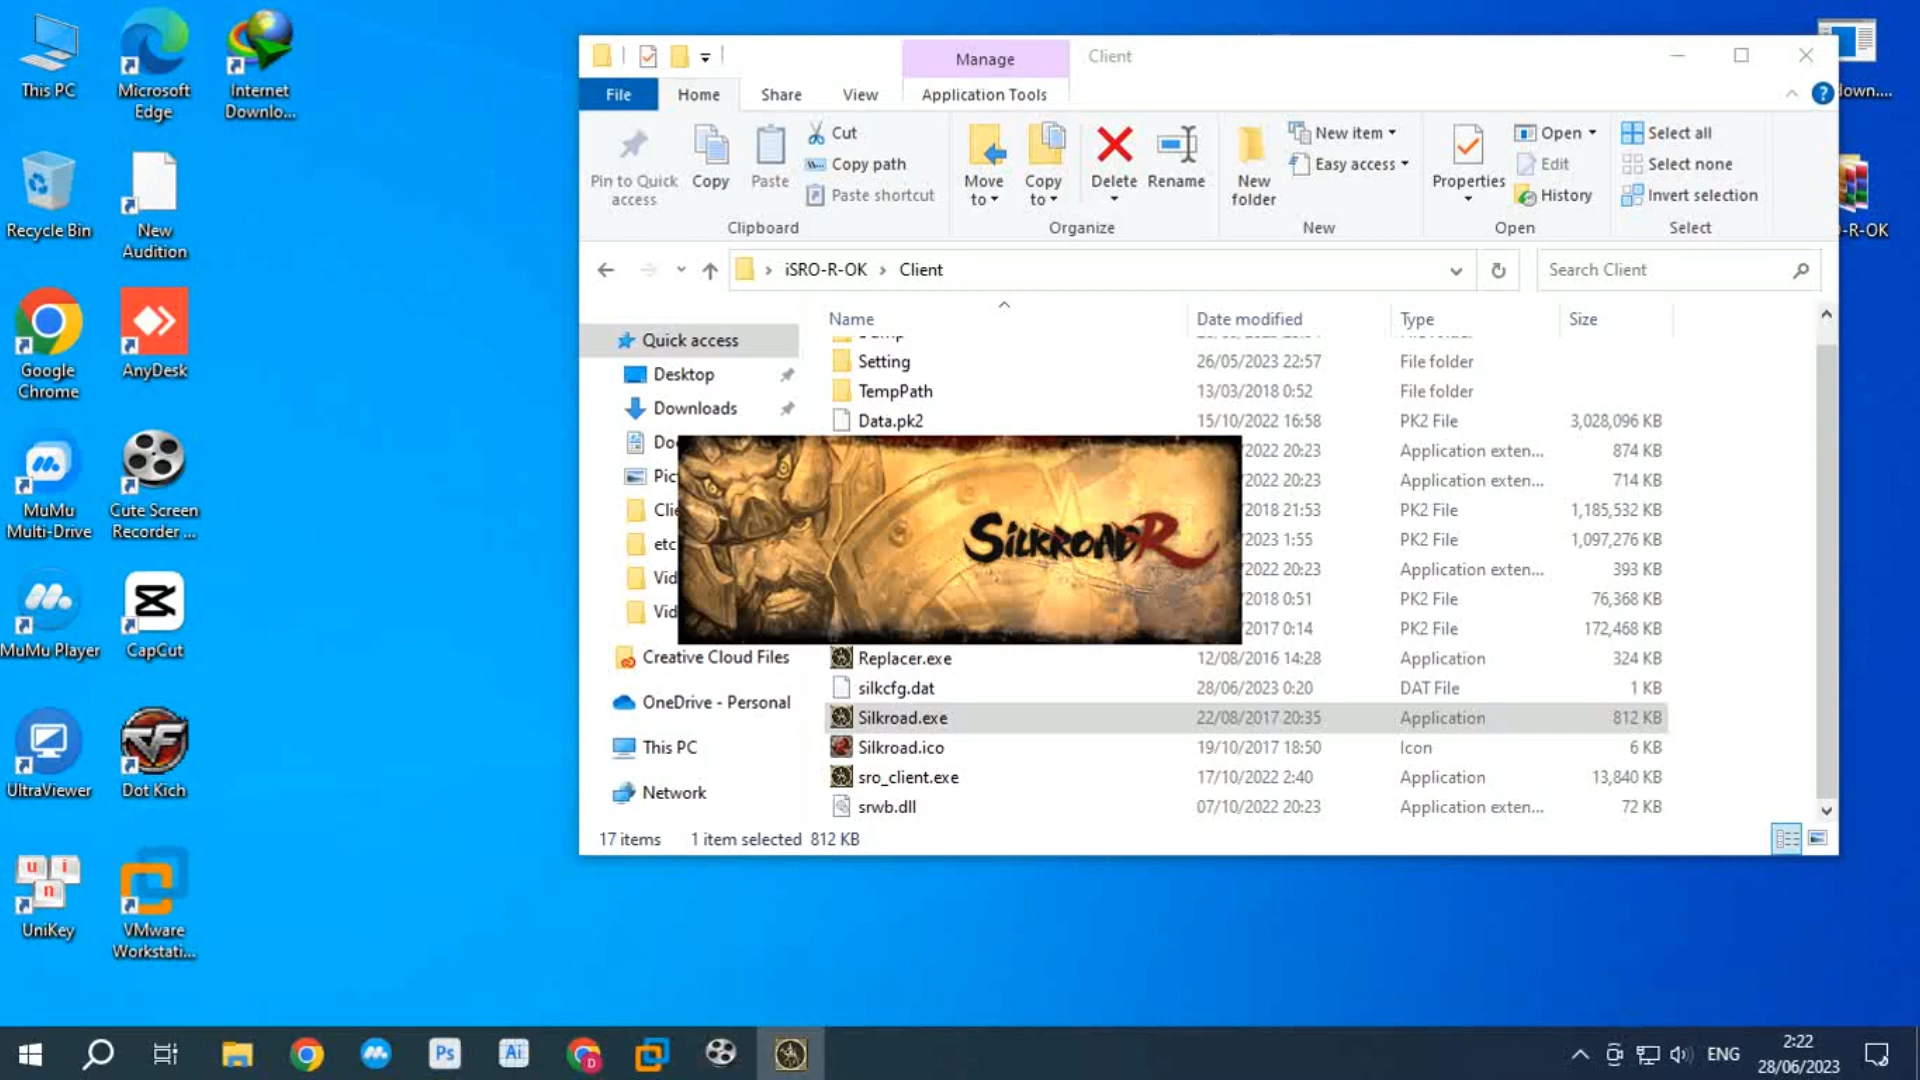 This PC
Microsoft
Edge
Internet
Downlo...
Recycle Bin
New
Audition
Google
Chrome
AnyDesk
MuMu
Multi-Drive
Cute Screen
Recorder ...
MuMu Player
CapCut
UltraViewer
Dot Kich
UniKey
VMware
Workstati...
Manage
Client
File
Home
Share
View
Application Tools
Pin to Quick
access
Copy
Paste
Cut
Copy path
Paste shortcut
Clipboard
Move
to
Copy
to
Delete
Rename
Organize
New
folder
New item
Easy access
New
Properties
Open
Edit
History
Open
Select all
Select none
Invert selection
Select
iSRO-R-OK > Client
Search Client
Name Date modified Type Size
Quick access
Desktop
Downloads
Creative Cloud Files
OneDrive - Personal
This PC
Network
Setting 26/05/2023 22:57 File folder
TempPath 13/03/2018 0:52 File folder
Data.pk2 15/10/2022 16:58 PK2 File 3,028,096 KB
2022 20:23 Application exten... 874 KB
2022 20:23 Application exten... 714 KB
2018 21:53 PK2 File 1,185,532 KB
2023 1:55 PK2 File 1,097,276 KB
2022 20:23 Application exten... 393 KB
2018 0:51 PK2 File 76,368 KB
2017 0:14 PK2 File 172,468 KB
SILKROADR
Replacer.exe 12/08/2016 14:28 Application 324 KB
silkcfg.dat 28/06/2023 0:20 DAT File 1 KB
Silkroad.exe 22/08/2017 20:35 Application 812 KB
Silkroad.ico 19/10/2017 18:50 Icon 6 KB
sro_client.exe 17/10/2022 2:40 Application 13,840 KB
srwb.dll 07/10/2022 20:23 Application exten... 72 KB
17 items 1 item selected 812 KB
down....
-R-OK
Ps
Ai
D
ENG
2:22
28/06/2023